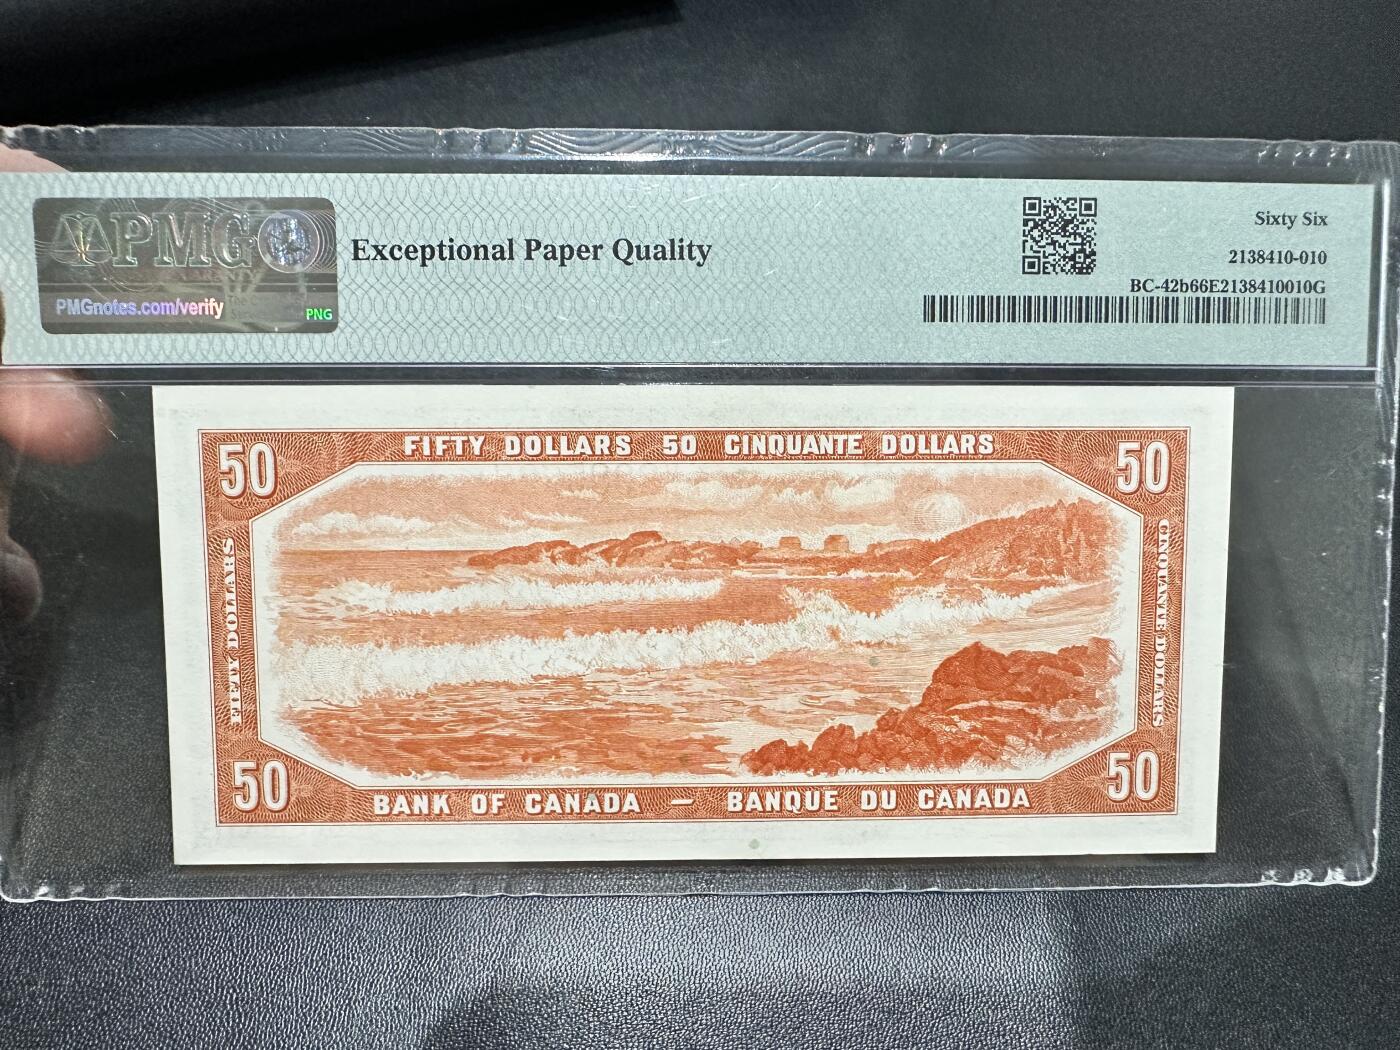 PMG
PMGnotes.com/verify
PNG
Exceptional Paper Quality
Sixty Six
2138410-010
BC-42b66E2138410010G
50 FIFTY DOLLARS 50 CINQUANTE DOLLARS 50
FIFTY DOLLARS
CINQUANTE DOLLARS
50 BANK OF CANADA — BANQUE DU CANADA 50